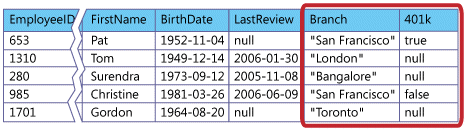 EmployeeID FirstName BirthDate LastReview Branch 401k
653 Pat 1952-11-04 null "San Francisco" true
1310 Tom 1949-12-14 2006-01-30 "London" null
280 Surendra 1973-09-12 2005-11-08 "Bangalore" null
985 Christine 1981-03-26 2006-06-09 "San Francisco" false
1701 Gordon 1964-08-20 null "Toronto" null